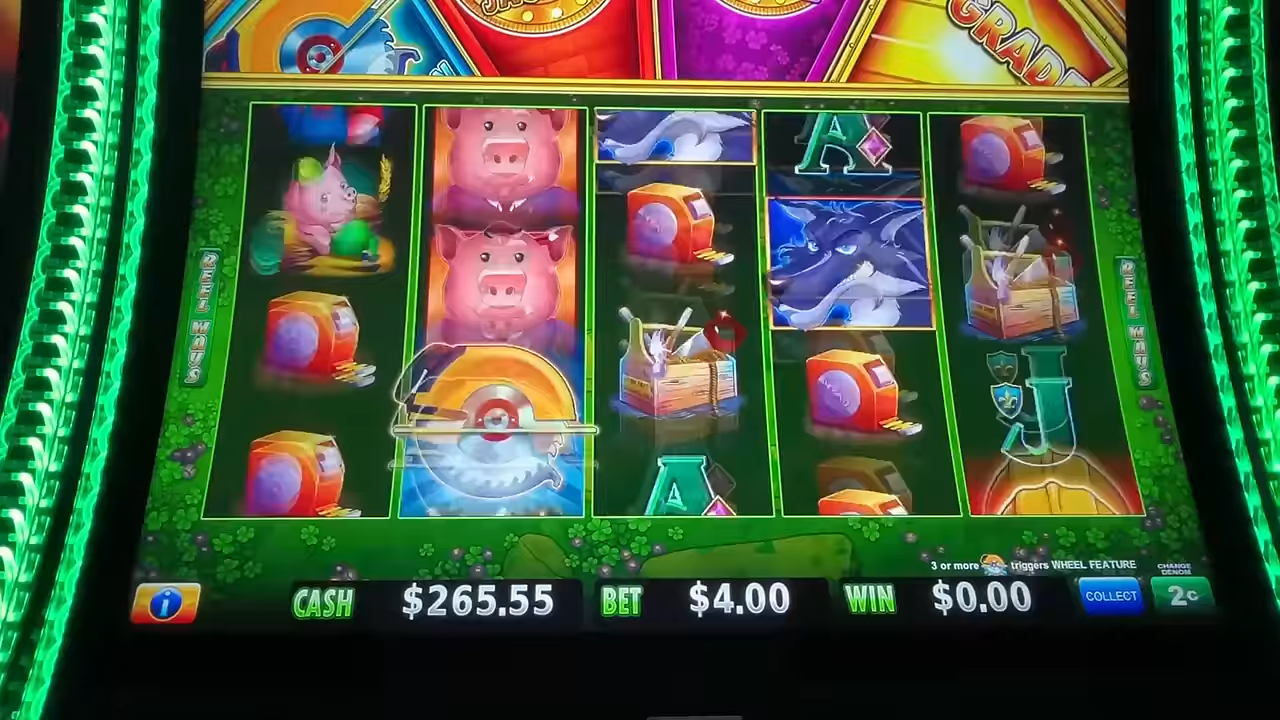 GRADE
A
A
J
REEL WAYS
REEL WAYS
3 or more triggers WHEEL FEATURE
CASH $265.55 BET $4.00 WIN $0.00
COLLECT
CHANGE DENOM
2¢